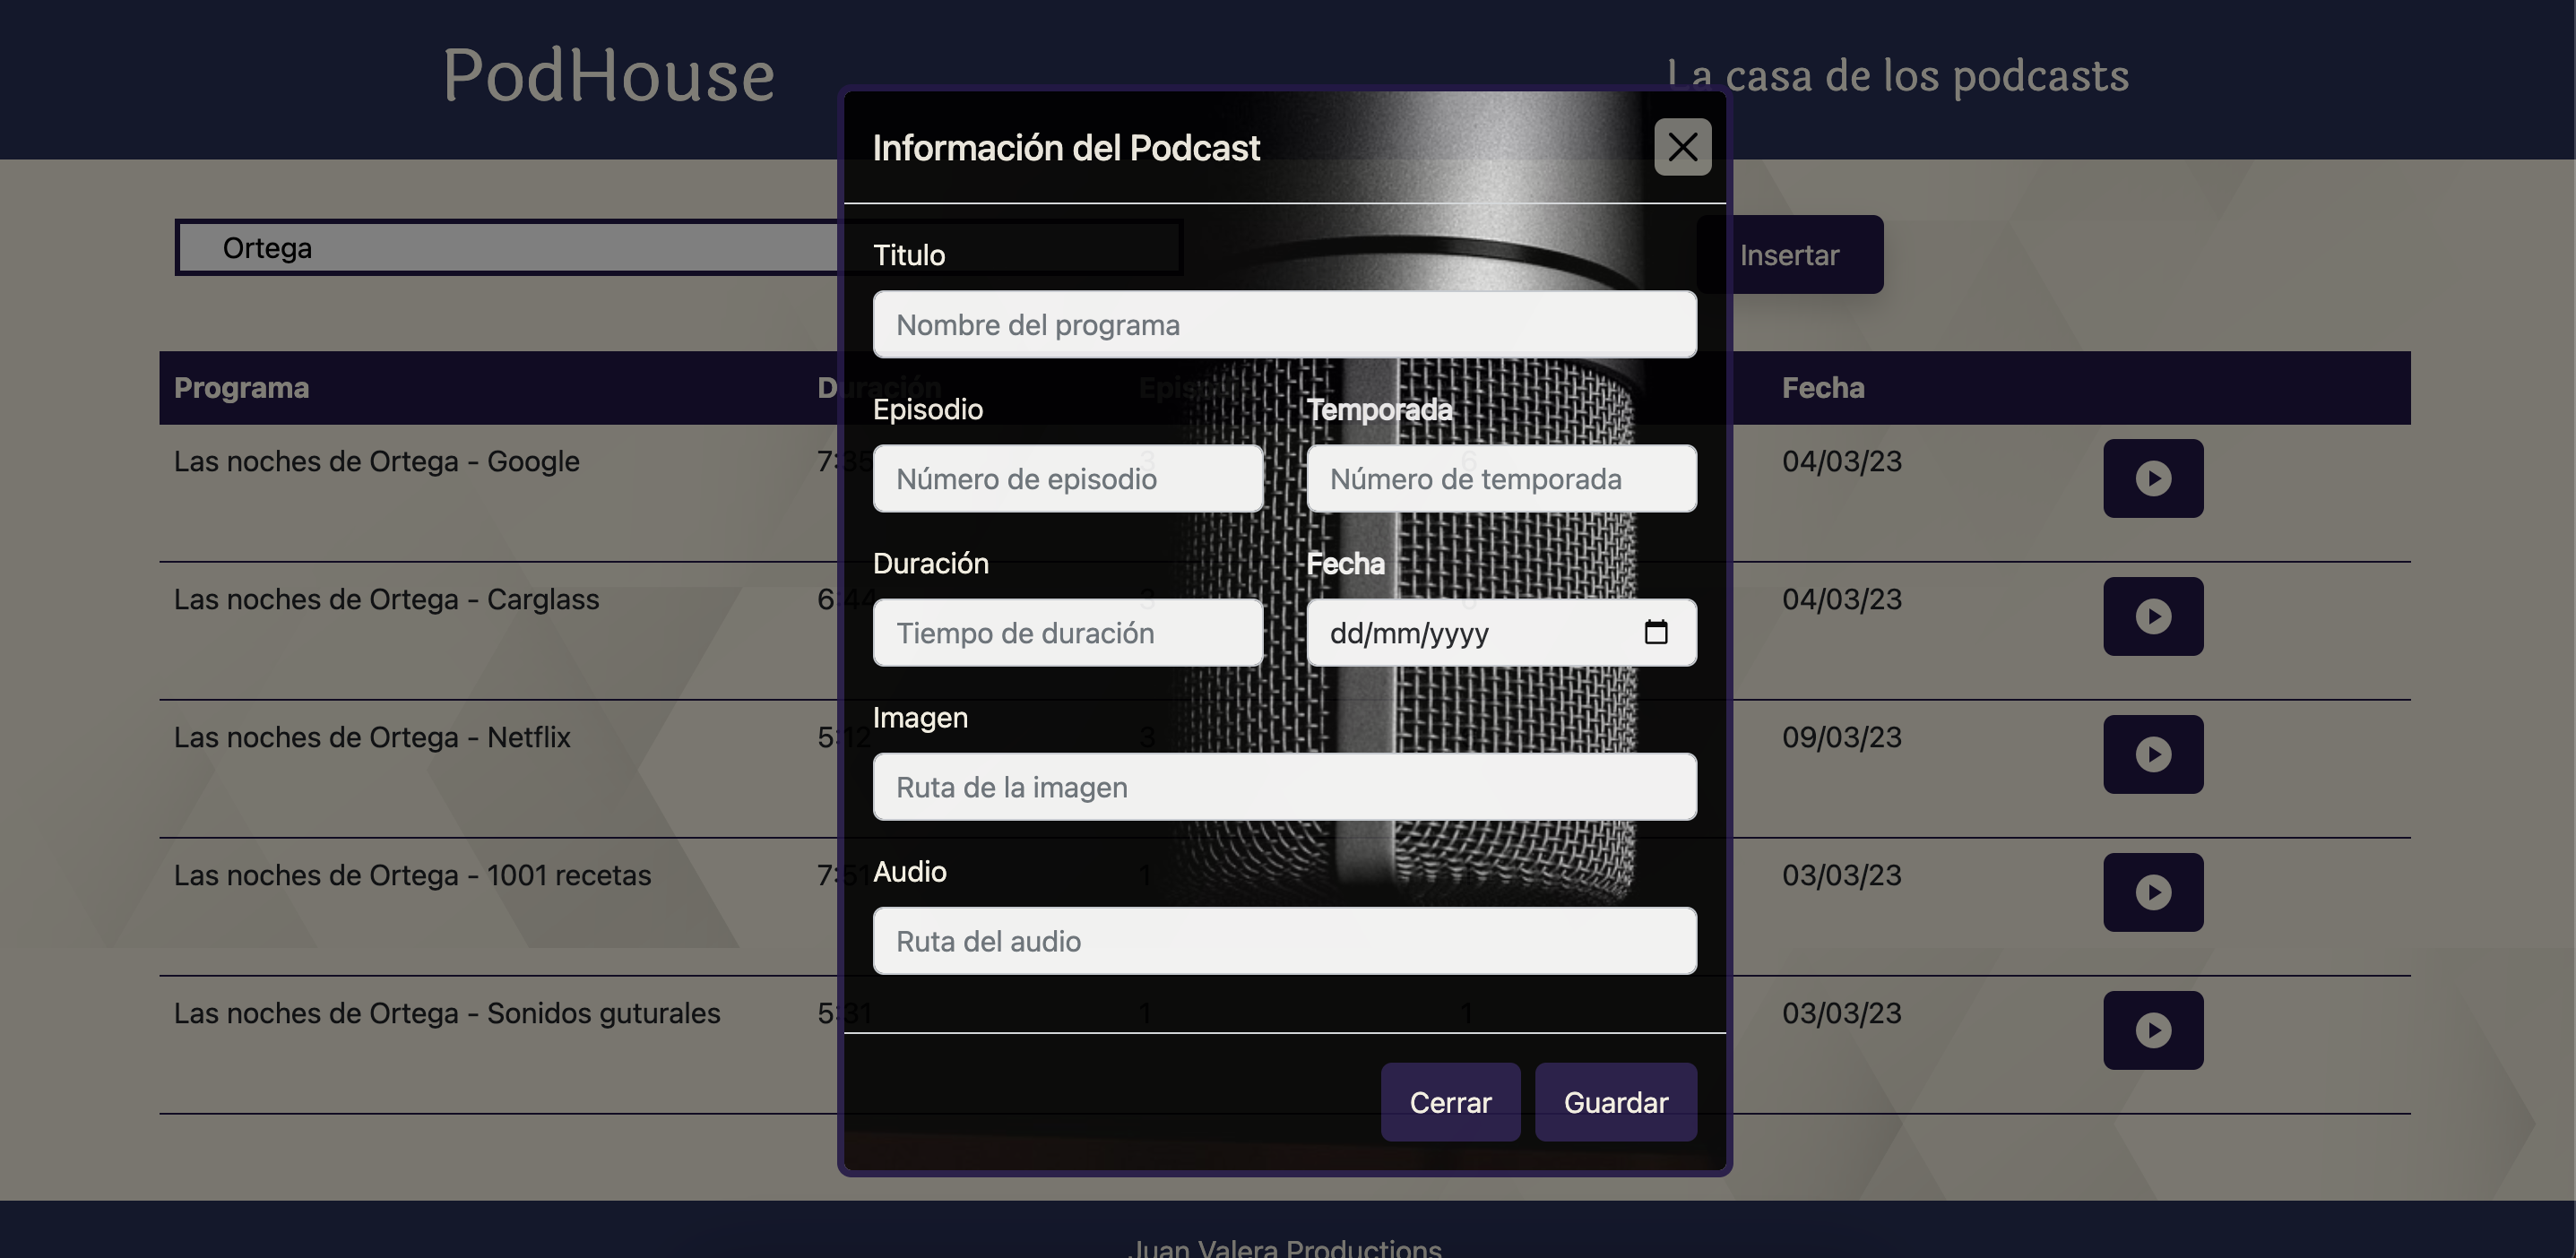 PodHouse
La casa de los podcasts
Información del Podcast
Ortega
Insertar
Titulo
Nombre del programa
Programa
Duración
Fecha
Episodio
Temporada
Número de episodio
Número de temporada
Duración
Fecha
Tiempo de duración
dd/mm/yyyy
Imagen
Ruta de la imagen
Audio
Ruta del audio
Cerrar
Guardar
Las noches de Ortega - Google
7:35
3
6
04/03/23
Las noches de Ortega - Carglass
6:44
3
6
04/03/23
Las noches de Ortega - Netflix
5:12
3
09/03/23
Las noches de Ortega - 1001 recetas
7:51
1
03/03/23
Las noches de Ortega - Sonidos guturales
5:31
1
1
03/03/23
Juan Valera Productions